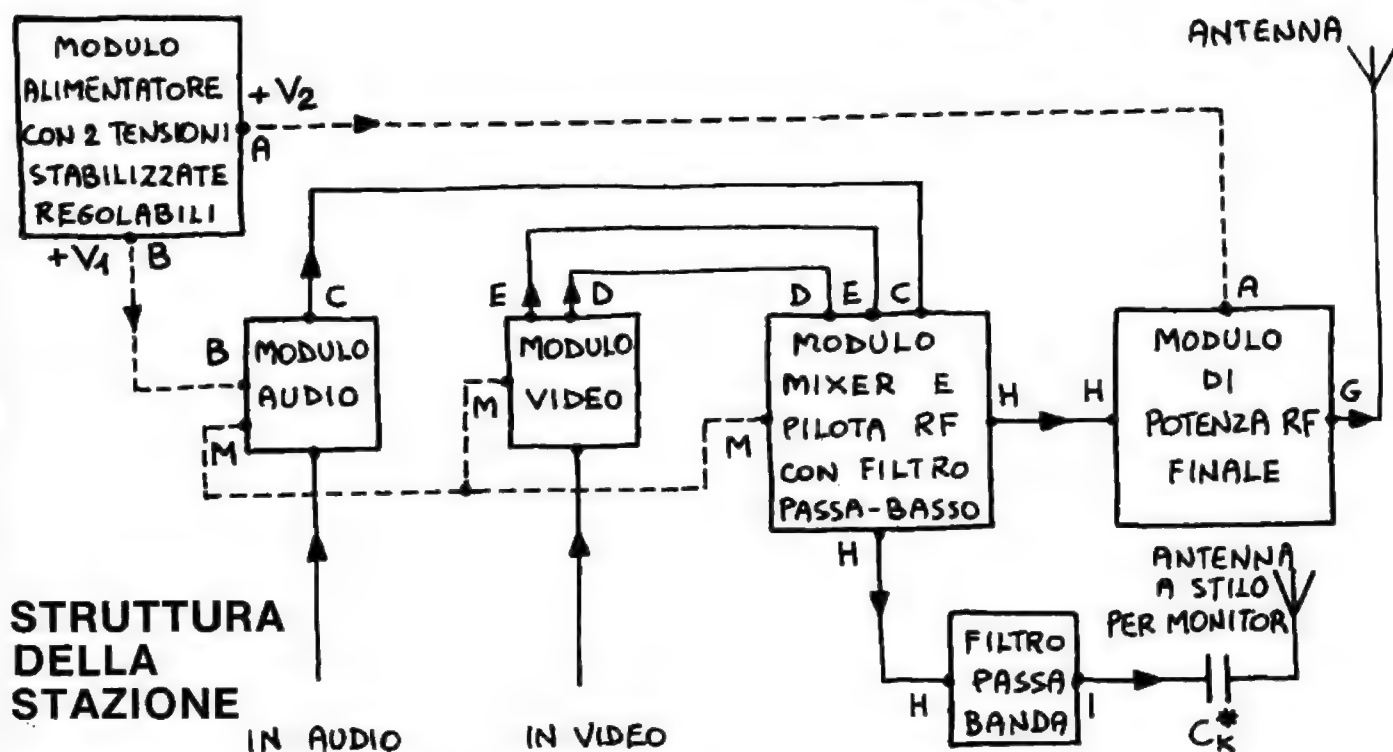 ANTENNA
MODULO
ALIMENTATORE
CON 2 TENSIONI
STABILIZZATE
REGOLABILI
+V2
A
+V1
B
C
E
D
D
E
C
A
B
MODULO
AUDIO
M
MODULO
VIDEO
M
MODULO
MIXER E
PILOTA RF
CON FILTRO
PASSA-BASSO
M
H
H
MODULO
DI
POTENZA RF
FINALE
G
H
ANTENNA
A STILO
PER MONITOR
FILTRO
PASSA
BANDA
H
I
C*K
STRUTTURA
DELLA
STAZIONE
IN AUDIO
IN VIDEO